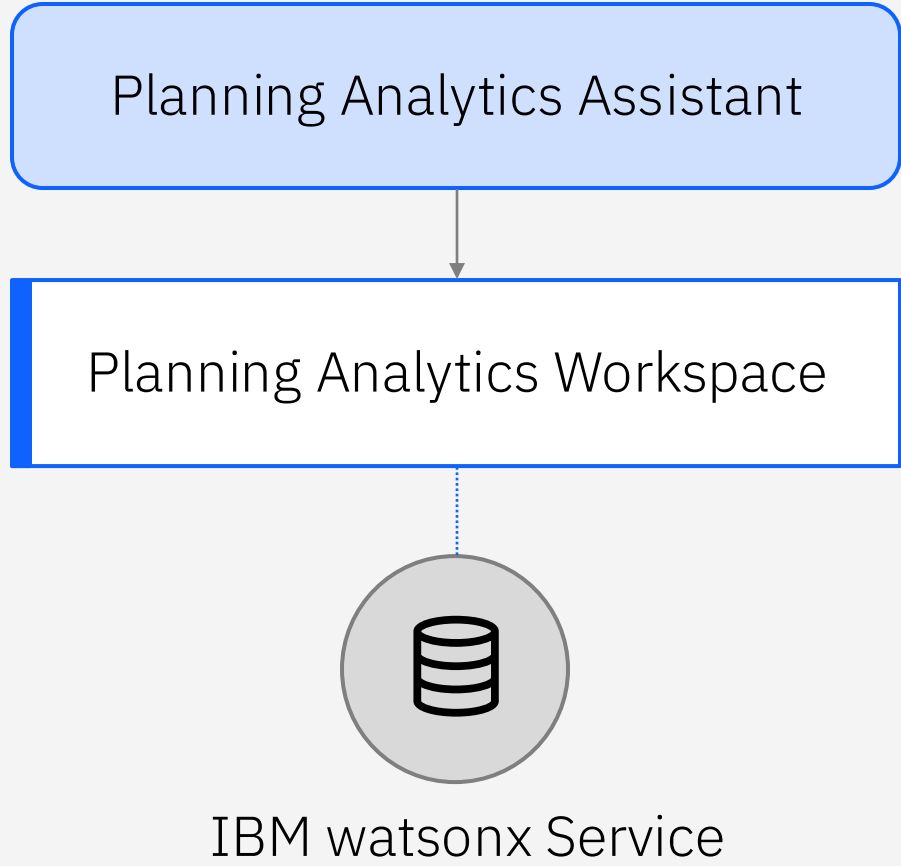 Planning Analytics Assistant
Planning Analytics Workspace
IBM watsonx Service